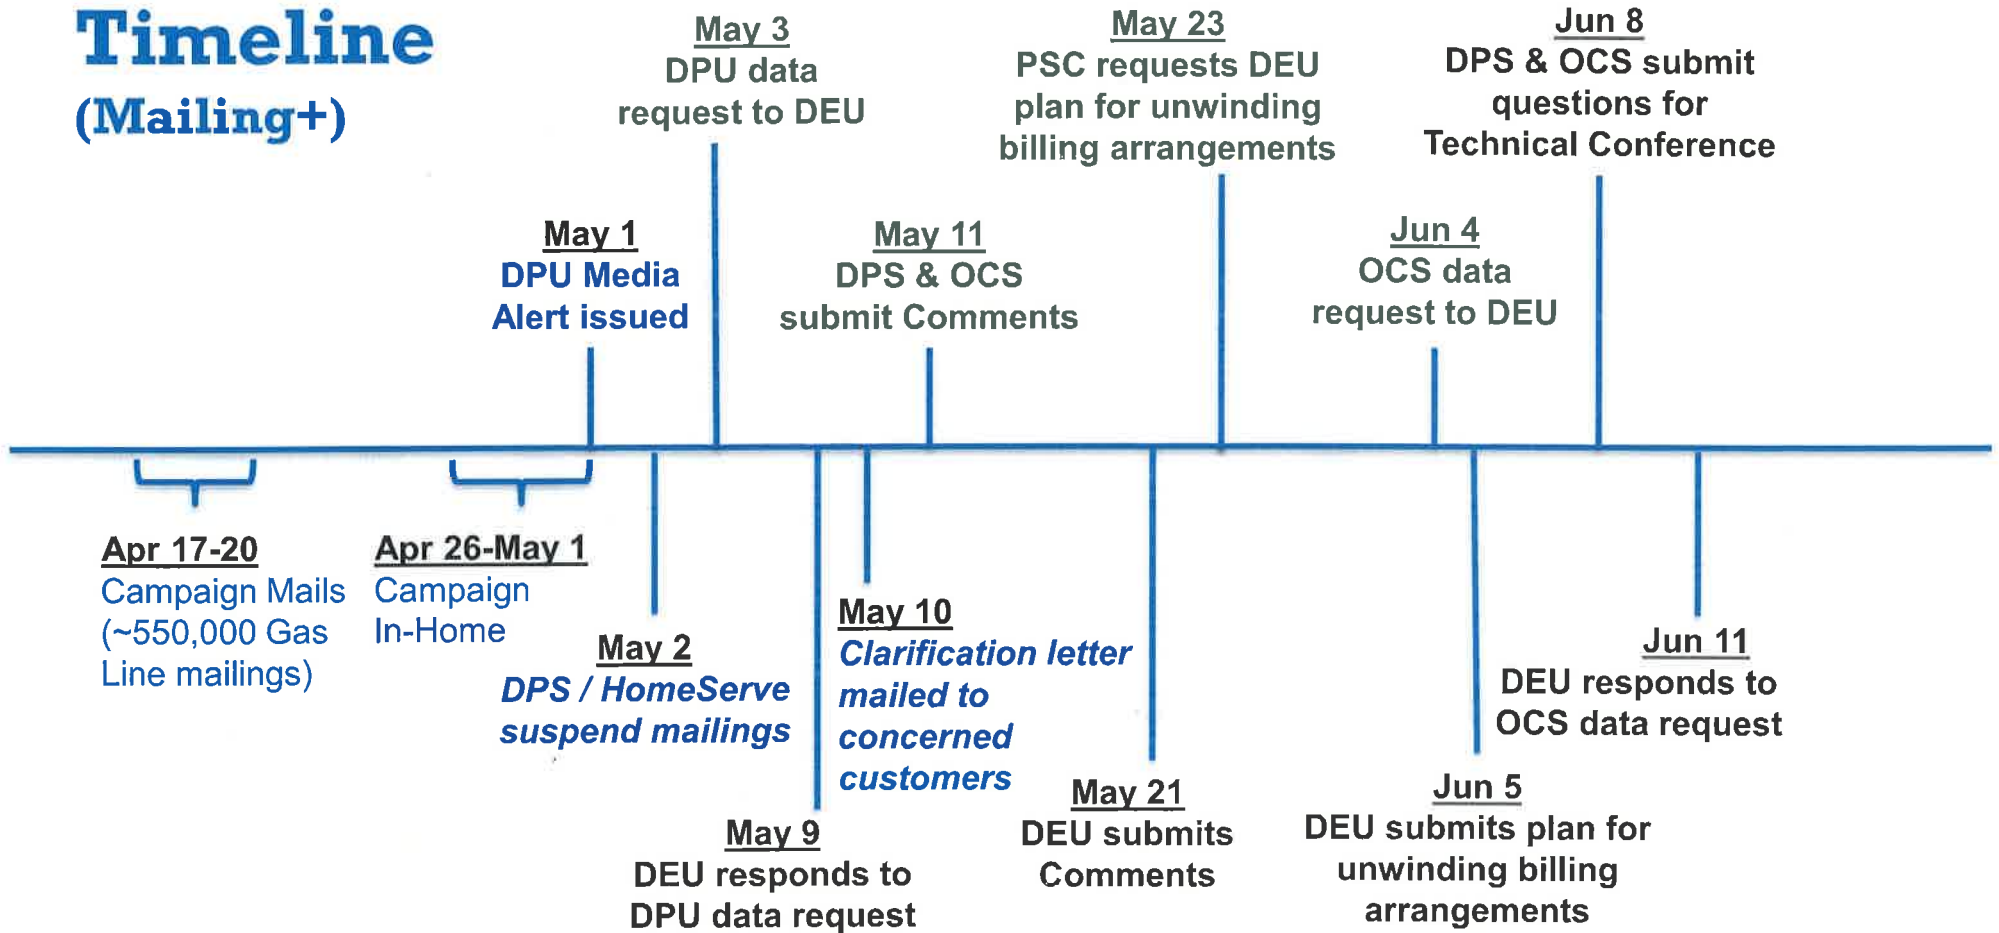 Timeline
(Mailing+)
May 3
DPU data
request to DEU
May 23
PSC requests DEU
plan for unwinding
billing arrangements
Jun 8
DPS & OCS submit
questions for
Technical Conference
May 1
DPU Media
Alert issued
May 11
DPS & OCS
submit Comments
Jun 4
OCS data
request to DEU
Apr 17-20
Campaign Mails
(~550,000 Gas
Line mailings)
Apr 26-May 1
Campaign
In-Home
May 2
DPS / HomeServe
suspend mailings
May 10
Clarification letter
mailed to
concerned
customers
May 9
DEU responds to
DPU data request
May 21
DEU submits
Comments
Jun 5
DEU submits plan for
unwinding billing
arrangements
Jun 11
DEU responds to
OCS data request